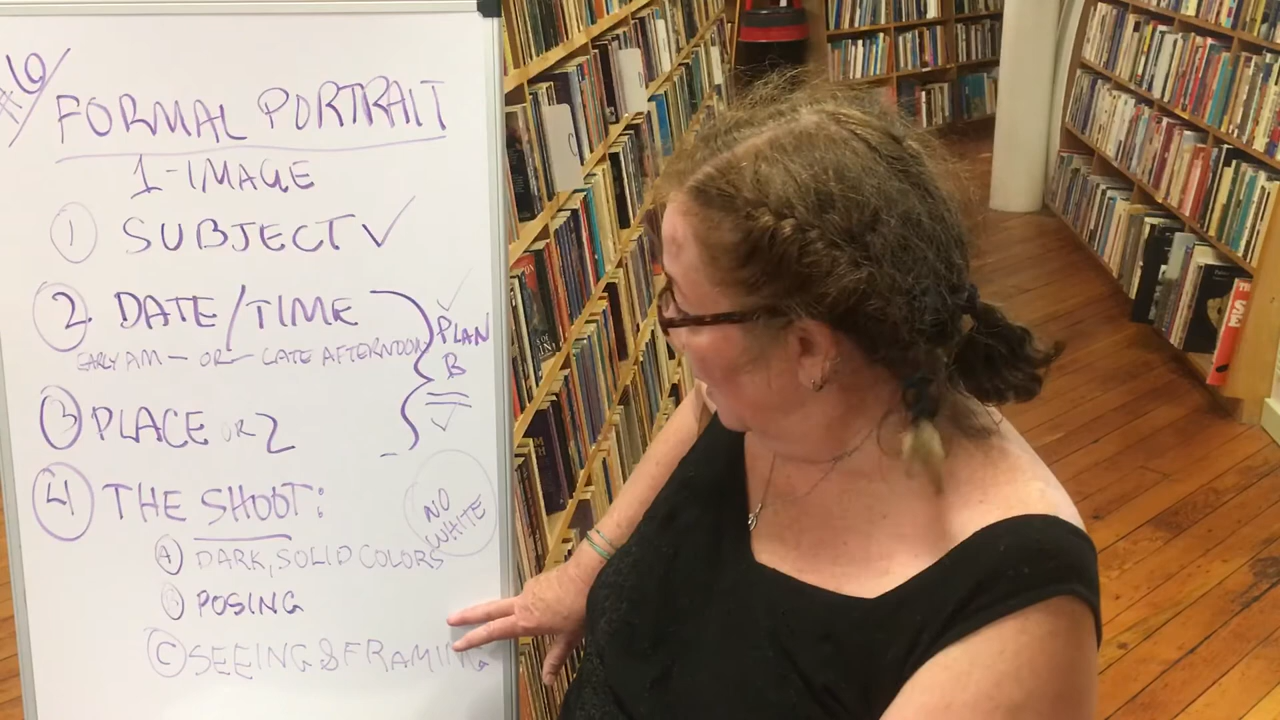 #6
FORMAL PORTRAIT
1-IMAGE
1 SUBJECT ✓
2. DATE/TIME
EARLY AM - OR - LATE AFTERNOON
✓
PLAN
B
✓
3 PLACE OR 2
4 THE SHOOT:
NO
WHITE
A DARK, SOLID COLORS
B POSING
C SEEING & FRAMING